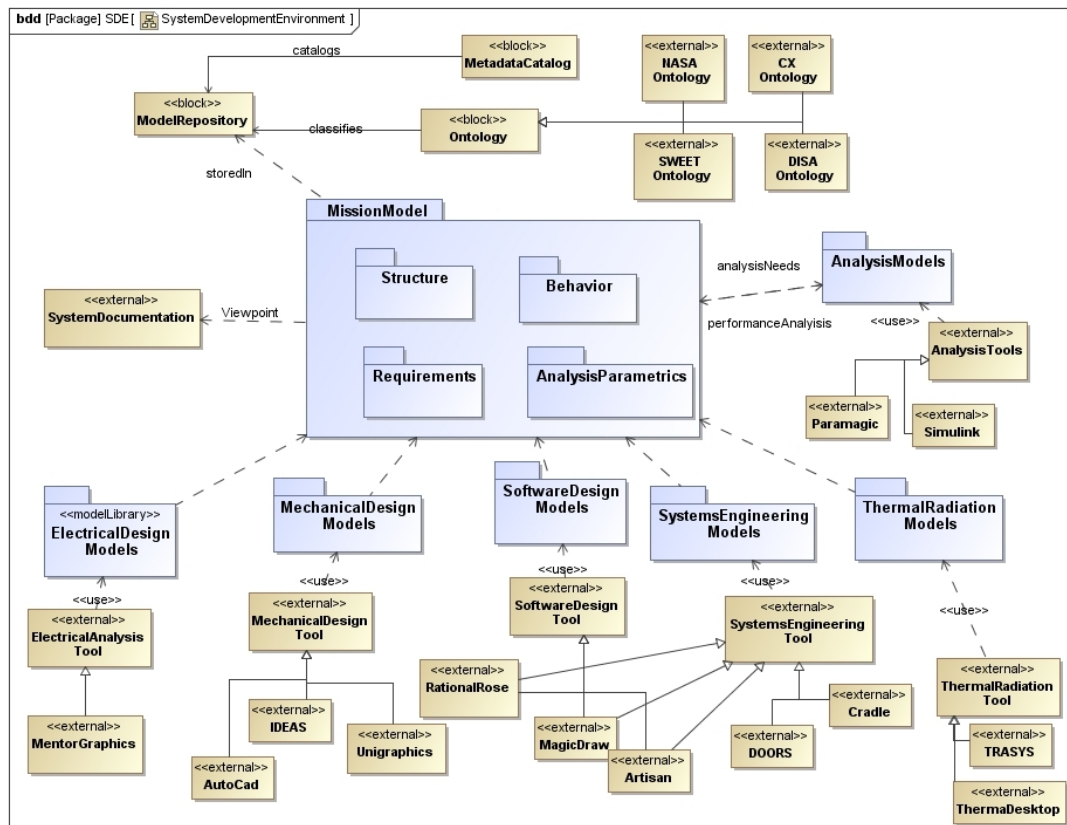 bdd [Package] SDE [ SystemDevelopmentEnvironment ]
catalogs
<<block>>
MetadataCatalog
<<external>>
NASA
Ontology
<<external>>
CX
Ontology
<<block>>
ModelRepository
classifies
<<block>>
Ontology
<<external>>
SWEET
Ontology
<<external>>
DISA
Ontology
storedIn
MissionModel
Structure
Behavior
Requirements
AnalysisParametrics
analysisNeeds
performanceAnalyisis
AnalysisModels
<<use>>
<<external>>
AnalysisTools
<<external>>
Paramagic
<<external>>
Simulink
<<external>>
SystemDocumentation
Viewpoint
<<modelLibrary>>
ElectricalDesign
Models
MechanicalDesign
Models
SoftwareDesign
Models
SystemsEngineering
Models
ThermalRadiation
Models
<<use>>
<<use>>
<<use>>
<<use>>
<<use>>
<<external>>
ElectricalAnalysis
Tool
<<external>>
MechanicalDesign
Tool
<<external>>
SoftwareDesign
Tool
<<external>>
SystemsEngineering
Tool
<<external>>
ThermalRadiation
Tool
<<external>>
MentorGraphics
<<external>>
AutoCad
<<external>>
IDEAS
<<external>>
Unigraphics
<<external>>
RationalRose
<<external>>
MagicDraw
<<external>>
Artisan
<<external>>
DOORS
<<external>>
Cradle
<<external>>
TRASYS
<<external>>
ThermaDesktop